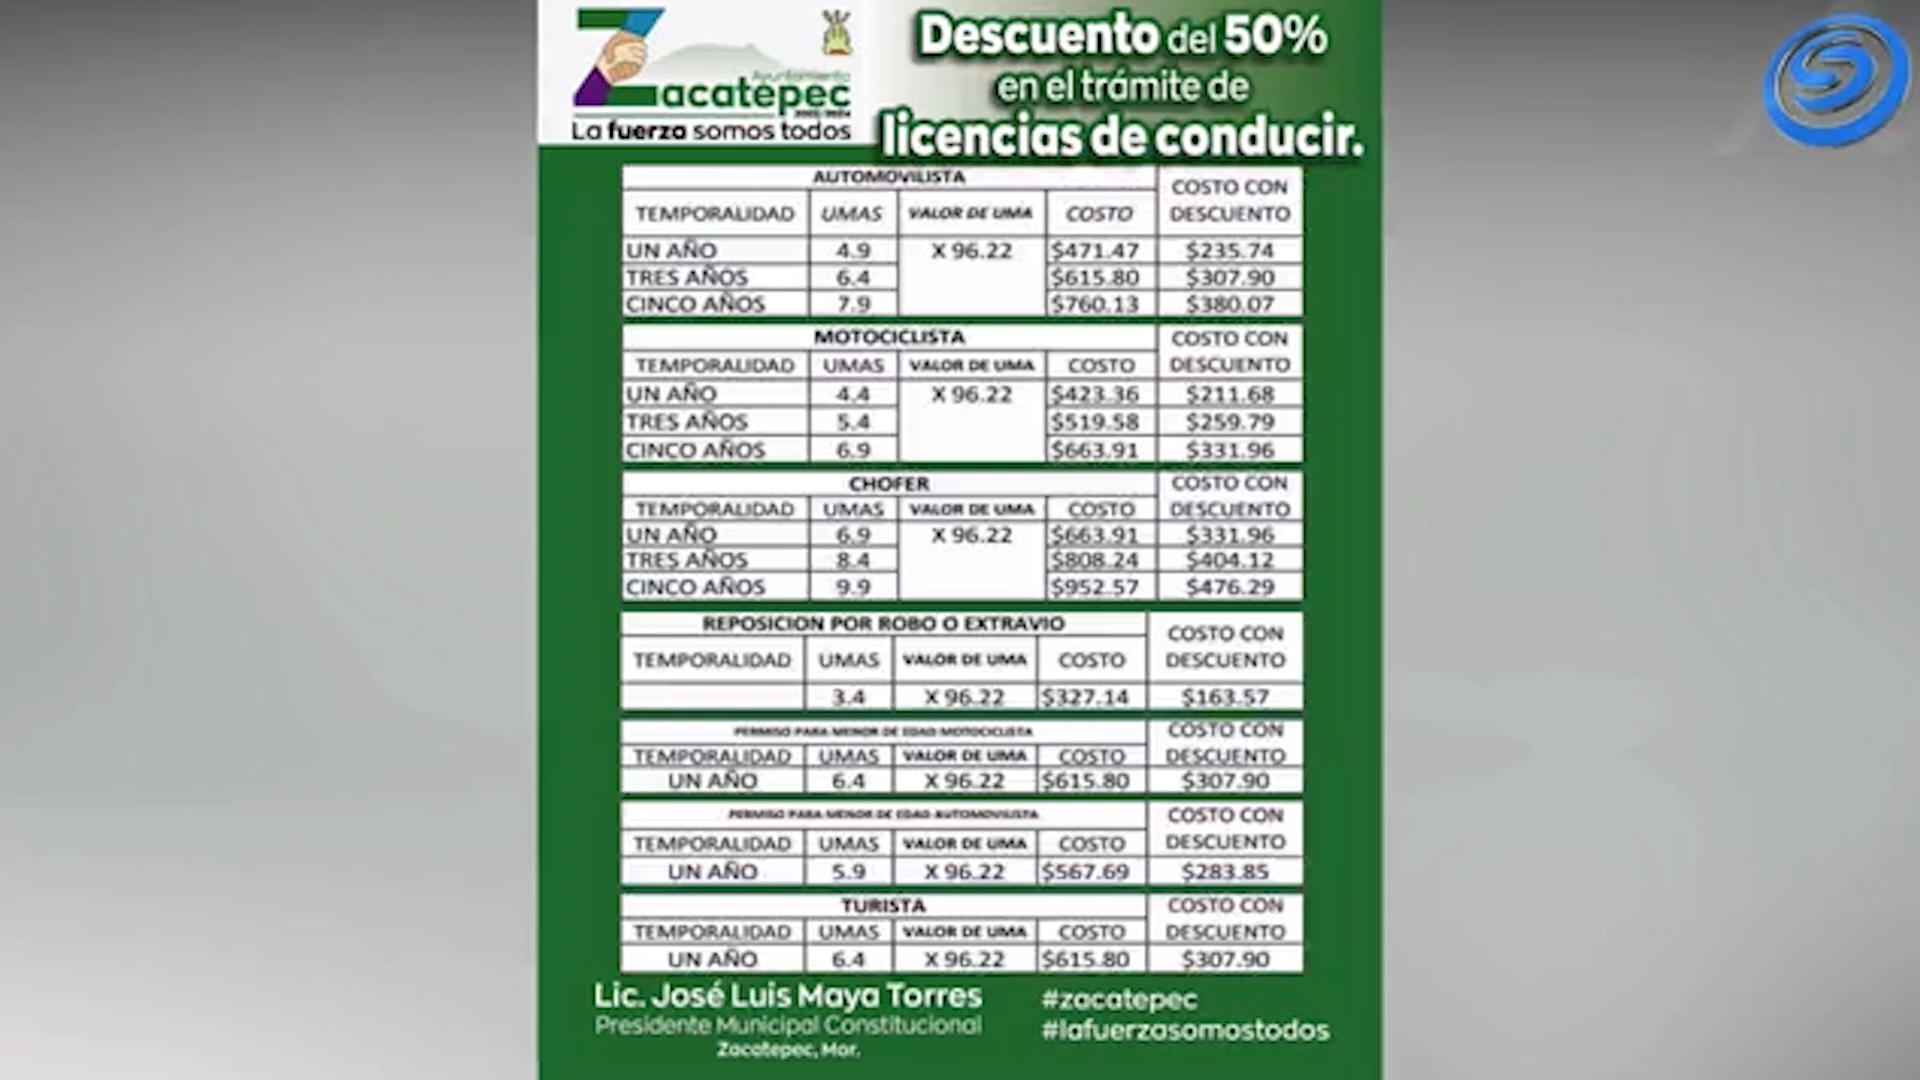 Ayuntamiento
Zacatepec
La fuerza somos todos
Descuento del 50%
en el trámite de
licencias de conducir.
AUTOMOVILISTA COSTO CON DESCUENTO
TEMPORALIDAD UMAS VALOR DE UMA COSTO
UN AÑO 4.9 X 96.22 $471.47 $235.74
TRES AÑOS 6.4 $615.80 $307.90
CINCO AÑOS 7.9 $760.13 $380.07
MOTOCICLISTA COSTO CON DESCUENTO
TEMPORALIDAD UMAS VALOR DE UMA COSTO
UN AÑO 4.4 X 96.22 $423.36 $211.68
TRES AÑOS 5.4 $519.58 $259.79
CINCO AÑOS 6.9 $663.91 $331.96
CHOFER COSTO CON DESCUENTO
TEMPORALIDAD UMAS VALOR DE UMA COSTO
UN AÑO 6.9 X 96.22 $663.91 $331.96
TRES AÑOS 8.4 $808.24 $404.12
CINCO AÑOS 9.9 $952.57 $476.29
REPOSICION POR ROBO O EXTRAVIO COSTO CON DESCUENTO
TEMPORALIDAD UMAS VALOR DE UMA COSTO
3.4 X 96.22 $327.14 $163.57
PERMISO PARA MENOR DE EDAD MOTOCICLISTA COSTO CON DESCUENTO
TEMPORALIDAD UMAS VALOR DE UMA COSTO
UN AÑO 6.4 X 96.22 $615.80 $307.90
PERMISO PARA MENOR DE EDAD AUTOMOVILISTA COSTO CON DESCUENTO
TEMPORALIDAD UMAS VALOR DE UMA COSTO
UN AÑO 5.9 X 96.22 $567.69 $283.85
TURISTA COSTO CON DESCUENTO
TEMPORALIDAD UMAS VALOR DE UMA COSTO
UN AÑO 6.4 X 96.22 $615.80 $307.90
Lic. José Luis Maya Torres
Presidente Municipal Constitucional
Zacatepec, Mor.
#zacatepec
#lafuerzasomostodos